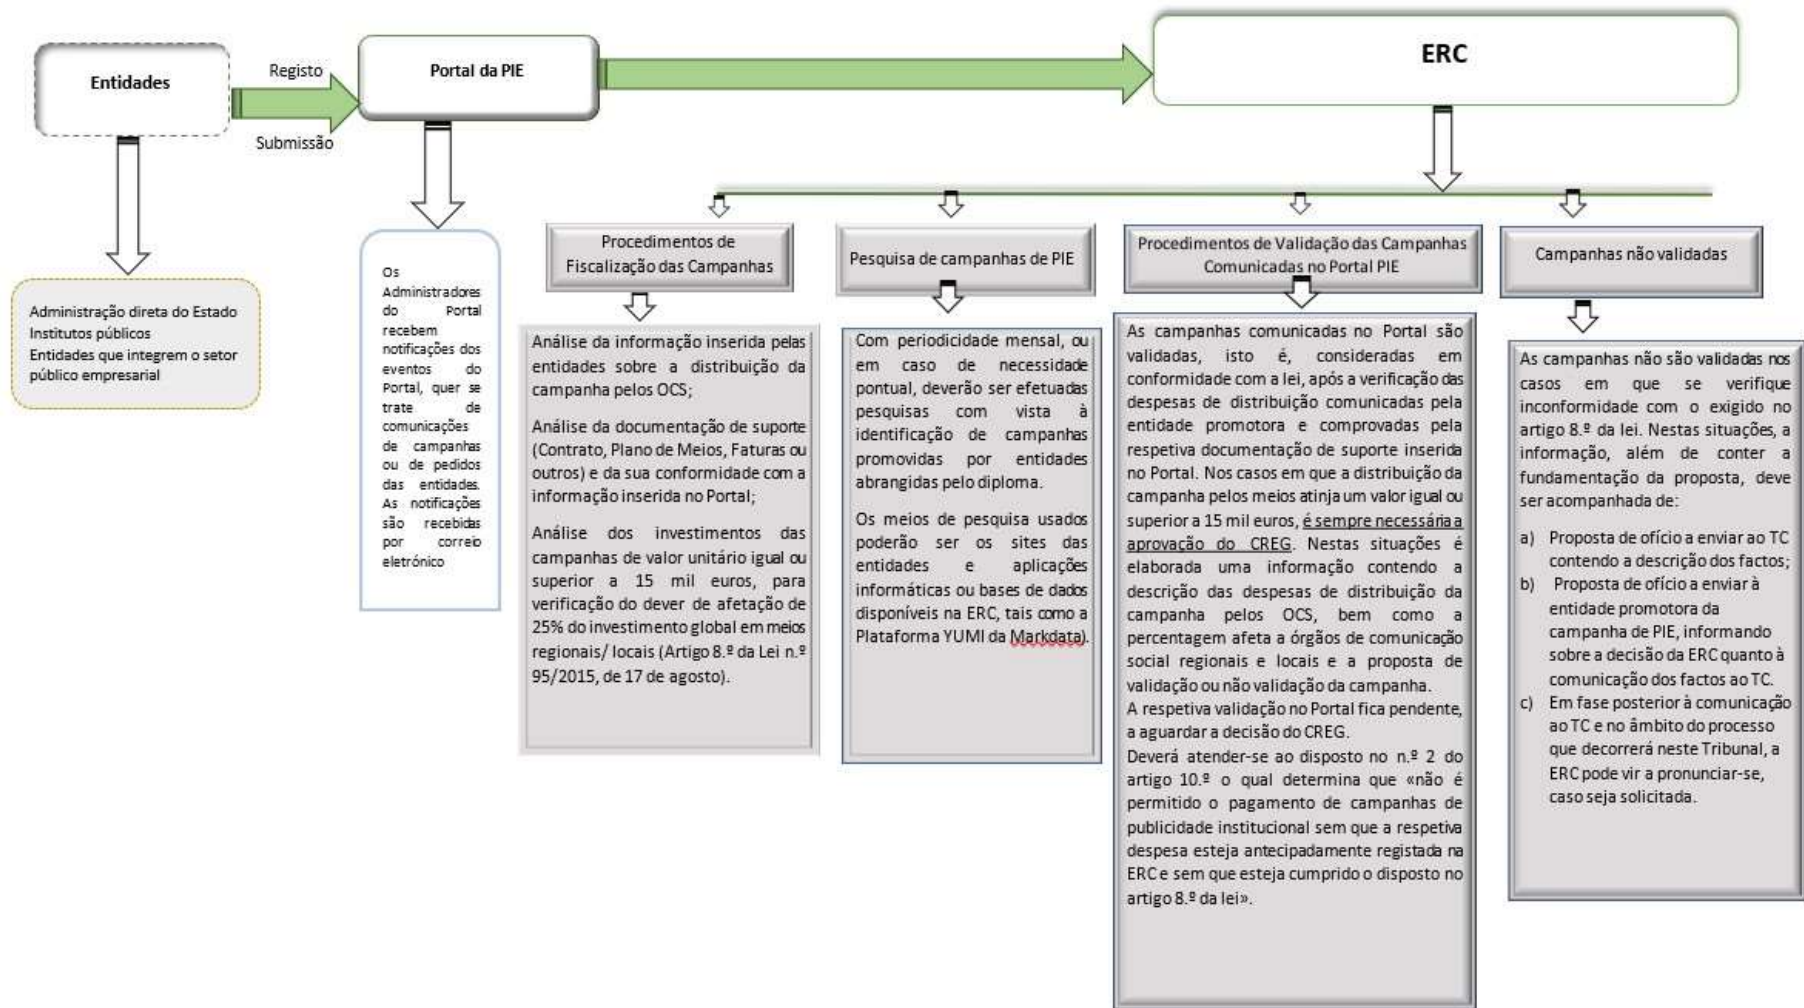 Entidades
Registo
Submissão
Portal da PIE
ERC
Administração direta do Estado
Institutos públicos
Entidades que integrem o setor
público empresarial
Os
Administradores
do Portal
recebem
notificações dos
eventos do
Portal, quer se
trate de
comunicações
de campanhas
ou de pedidos
das entidades.
As notificações
são recebidas
por correio
eletrónico
Procedimentos de
Fiscalização das Campanhas
Análise da informação inserida pelas
entidades sobre a distribuição da
campanha pelos OCS;
Análise da documentação de suporte
(Contrato, Plano de Meios, Faturas ou
outros) e da sua conformidade com a
informação inserida no Portal;
Análise dos investimentos das
campanhas de valor unitário igual ou
superior a 15 mil euros, para
verificação do dever de afetação de
25% do investimento global em meios
regionais/ locais (Artigo 8.º da Lei n.º
95/2015, de 17 de agosto).
Pesquisa de campanhas de PIE
Com periodicidade mensal, ou
em caso de necessidade
pontual, deverão ser efetuadas
pesquisas com vista à
identificação de campanhas
promovidas por entidades
abrangidas pelo diploma.
Os meios de pesquisa usados
poderão ser os sites das
entidades e aplicações
informáticas ou bases de dados
disponíveis na ERC, tais como a
Plataforma YUMI da Markdata).
Procedimentos de Validação das Campanhas
Comunicadas no Portal PIE
As campanhas comunicadas no Portal são
validadas, isto é, consideradas em
conformidade com a lei, após a verificação das
despesas de distribuição comunicadas pela
entidade promotora e comprovadas pela
respetiva documentação de suporte inserida
no Portal. Nos casos em que a distribuição da
campanha pelos meios atinja um valor igual ou
superior a 15 mil euros, é sempre necessária a
aprovação do CREG. Nestas situações é
elaborada uma informação contendo a
descrição das despesas de distribuição da
campanha pelos OCS, bem como a
percentagem afeta a órgãos de comunicação
social regionais e locais e a proposta de
validação ou não validação da campanha.
A respetiva validação no Portal fica pendente,
a aguardar a decisão do CREG.
Deverá atender-se ao disposto no n.º 2 do
artigo 10.º o qual determina que «não é
permitido o pagamento de campanhas de
publicidade institucional sem que a respetiva
despesa esteja antecipadamente registada na
ERC e sem que esteja cumprido o disposto no
artigo 8.º da lei».
Campanhas não validadas
As campanhas não são validadas nos
casos em que se verifique
inconformidade com o exigido no
artigo 8.º da lei. Nestas situações, a
informação, além de conter a
fundamentação da proposta, deve
ser acompanhada de:
a) Proposta de ofício a enviar ao TC
contendo a descrição dos factos;
b) Proposta de ofício a enviar à
entidade promotora da
campanha de PIE, informando
sobre a decisão da ERC quanto à
comunicação dos factos ao TC.
c) Em fase posterior à comunicação
ao TC e no âmbito do processo
que decorrerá neste Tribunal, a
ERC pode vir a pronunciar-se,
caso seja solicitada.